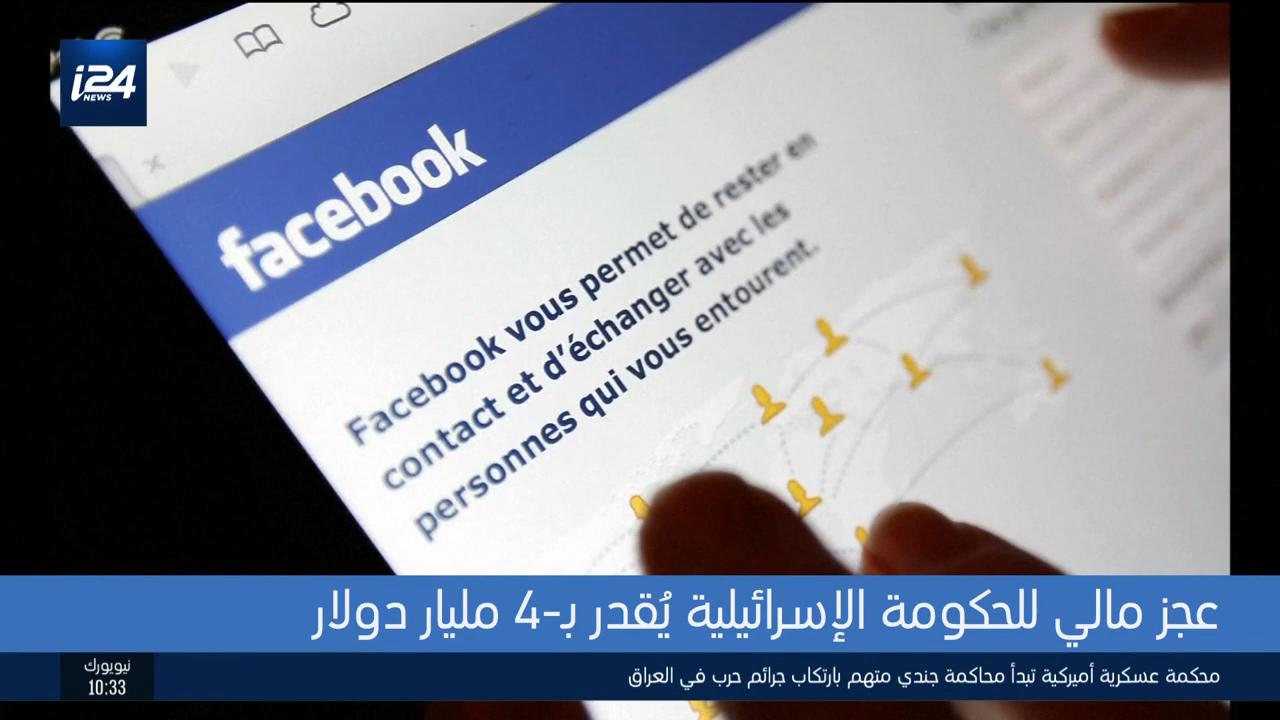 i24
NEWS
facebook
Facebook vous permet de rester en
contact et d'échanger avec les
personnes qui vous entourent.
عجز مالي للحكومة الإسرائيلية يُقدر بـ-4 مليار دولار
محكمة عسكرية أميركية تبدأ محاكمة جندي متهم بارتكاب جرائم حرب في العراق
نيويورك
10:33